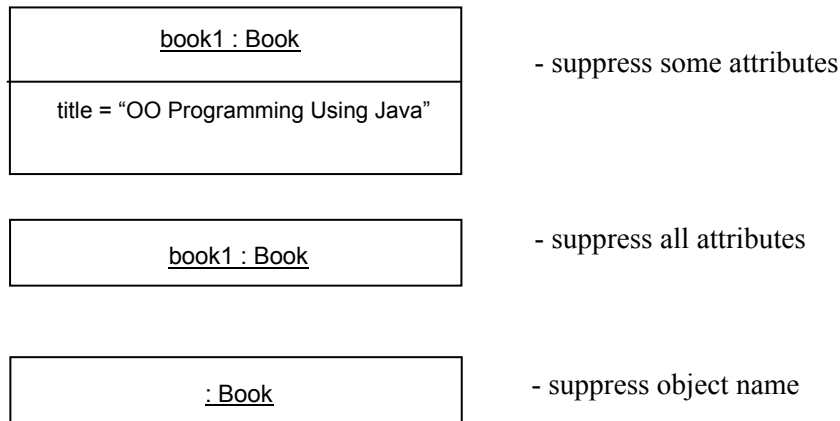 book1 : Book
- suppress some attributes
title = “OO Programming Using Java”
- suppress all attributes
book1 : Book
: Book
- suppress object name